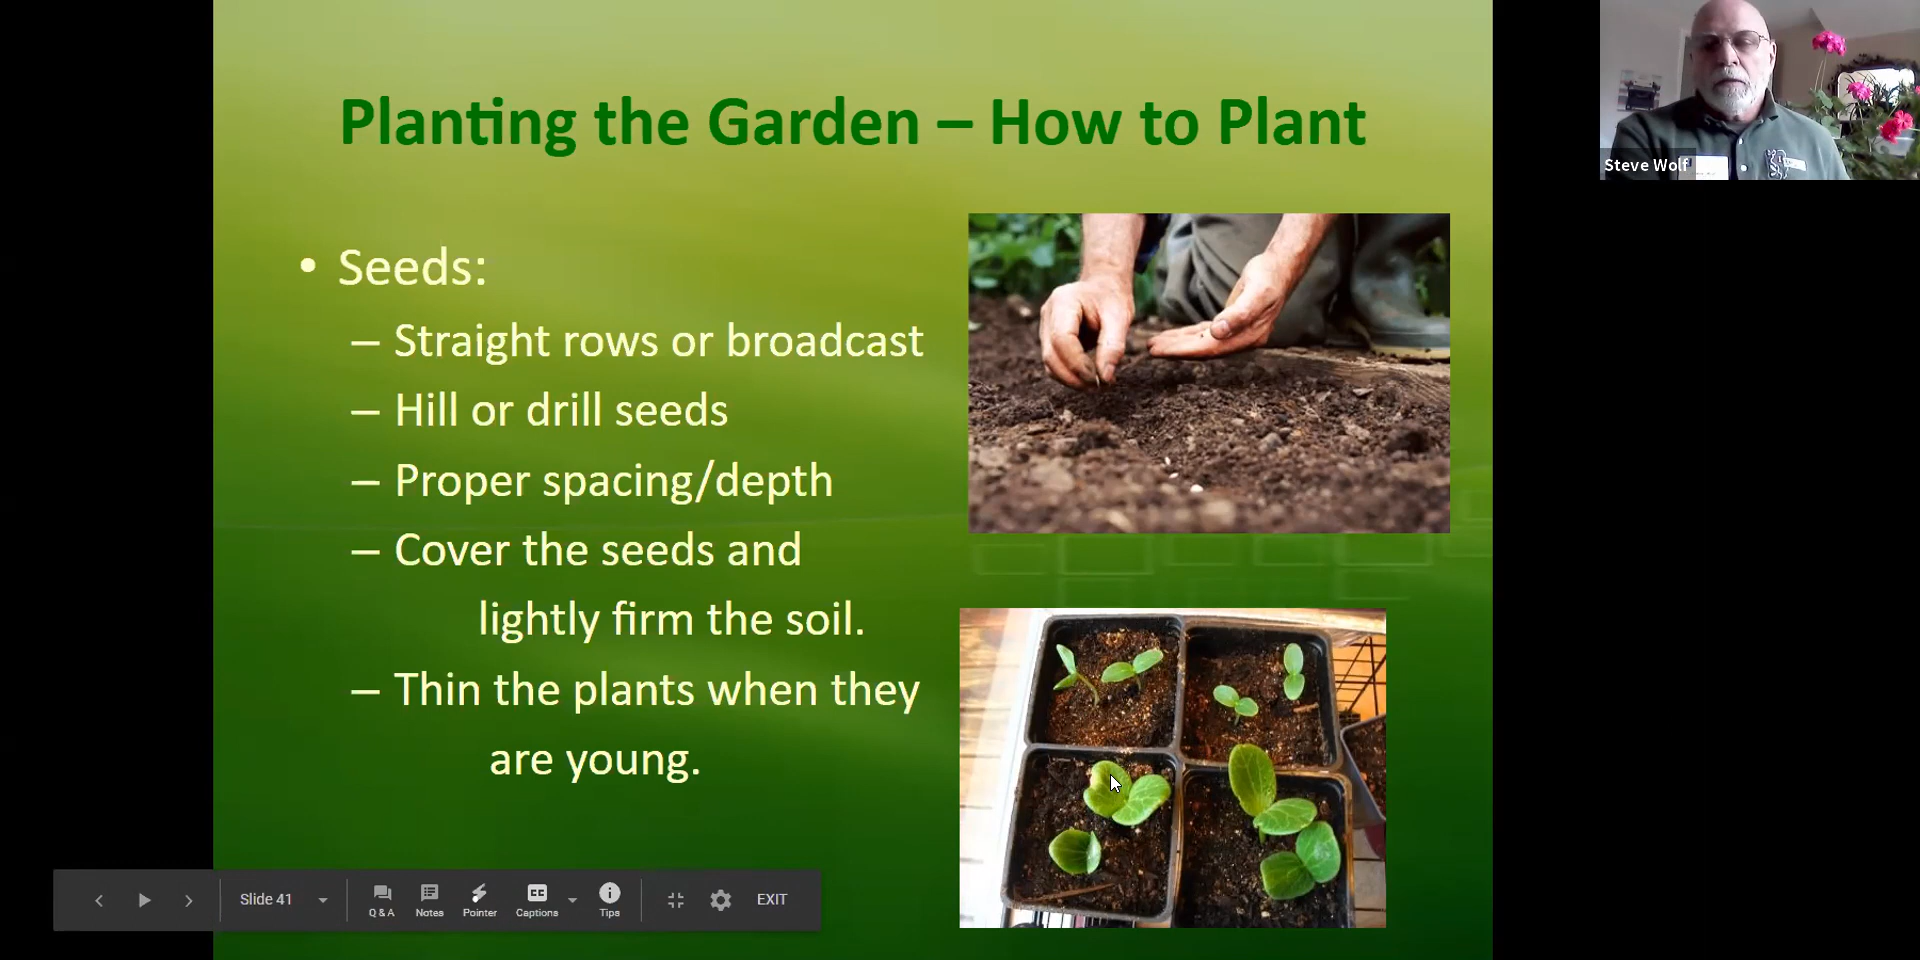 Planting the Garden – How to Plant
• Seeds:
– Straight rows or broadcast
– Hill or drill seeds
– Proper spacing/depth
– Cover the seeds and
lightly firm the soil.
– Thin the plants when they
are young.
Steve Wolf
Slide 41
Q & A
Notes
Pointer
CC
Captions
Tips
EXIT